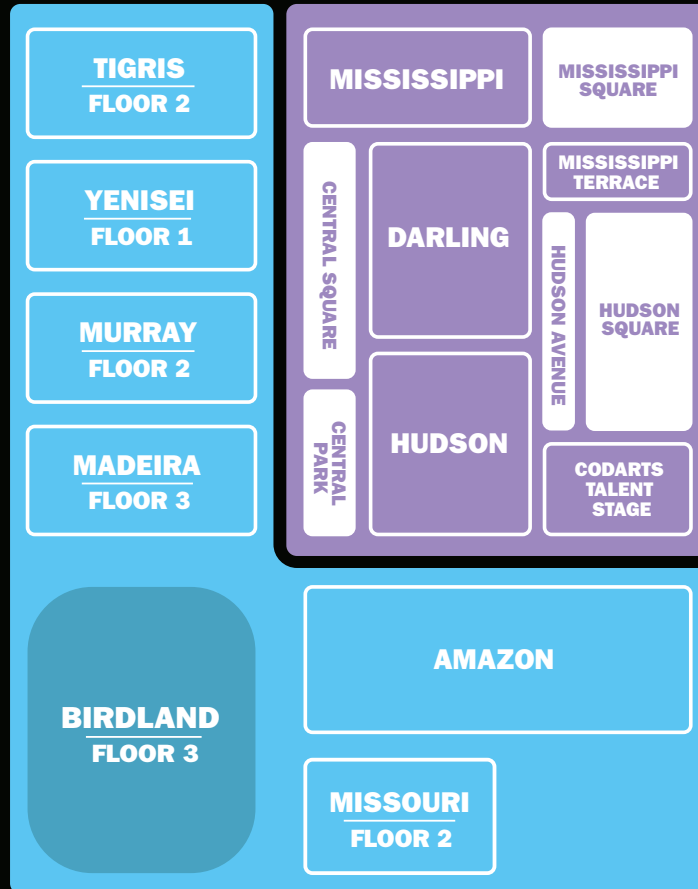 TIGRIS
FLOOR 2
YENISEI
FLOOR 1
MURRAY
FLOOR 2
MADEIRA
FLOOR 3
BIRDLAND
FLOOR 3
MISSISSIPPI
MISSISSIPPI
SQUARE
CENTRAL SQUARE
DARLING
MISSISSIPPI
TERRACE
HUDSON AVENUE
HUDSON
SQUARE
CENTRAL
PARK
HUDSON
CODARTS
TALENT
STAGE
AMAZON
MISSOURI
FLOOR 2